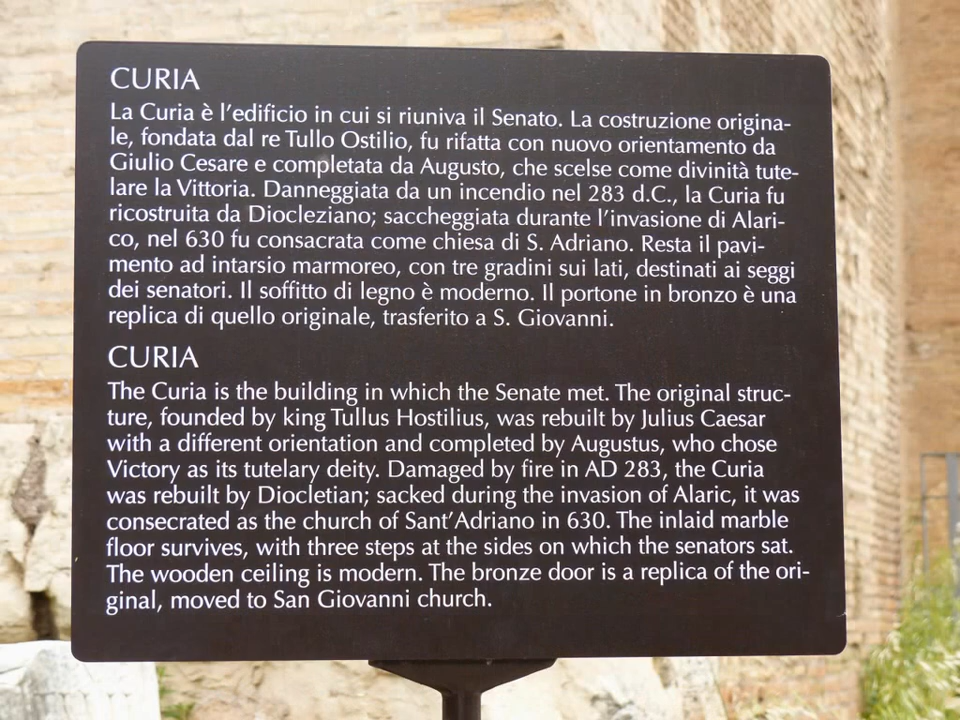 CURIA
La Curia è l'edificio in cui si riuniva il Senato. La costruzione origina-
le, fondata dal re Tullo Ostilio, fu rifatta con nuovo orientamento da
Giulio Cesare e completata da Augusto, che scelse come divinità tute-
lare la Vittoria. Danneggiata da un incendio nel 283 d.C., la Curia fu
ricostruita da Diocleziano; saccheggiata durante l'invasione di Alari-
co, nel 630 fu consacrata come chiesa di S. Adriano. Resta il pavi-
mento ad intarsio marmoreo, con tre gradini sui lati, destinati ai seggi
dei senatori. Il soffitto di legno è moderno. Il portone in bronzo è una
replica di quello originale, trasferito a S. Giovanni.
CURIA
The Curia is the building in which the Senate met. The original struc-
ture, founded by king Tullus Hostilius, was rebuilt by Julius Caesar
with a different orientation and completed by Augustus, who chose
Victory as its tutelary deity. Damaged by fire in AD 283, the Curia
was rebuilt by Diocletian; sacked during the invasion of Alaric, it was
consecrated as the church of Sant'Adriano in 630. The inlaid marble
floor survives, with three steps at the sides on which the senators sat.
The wooden ceiling is modern. The bronze door is a replica of the ori-
ginal, moved to San Giovanni church.